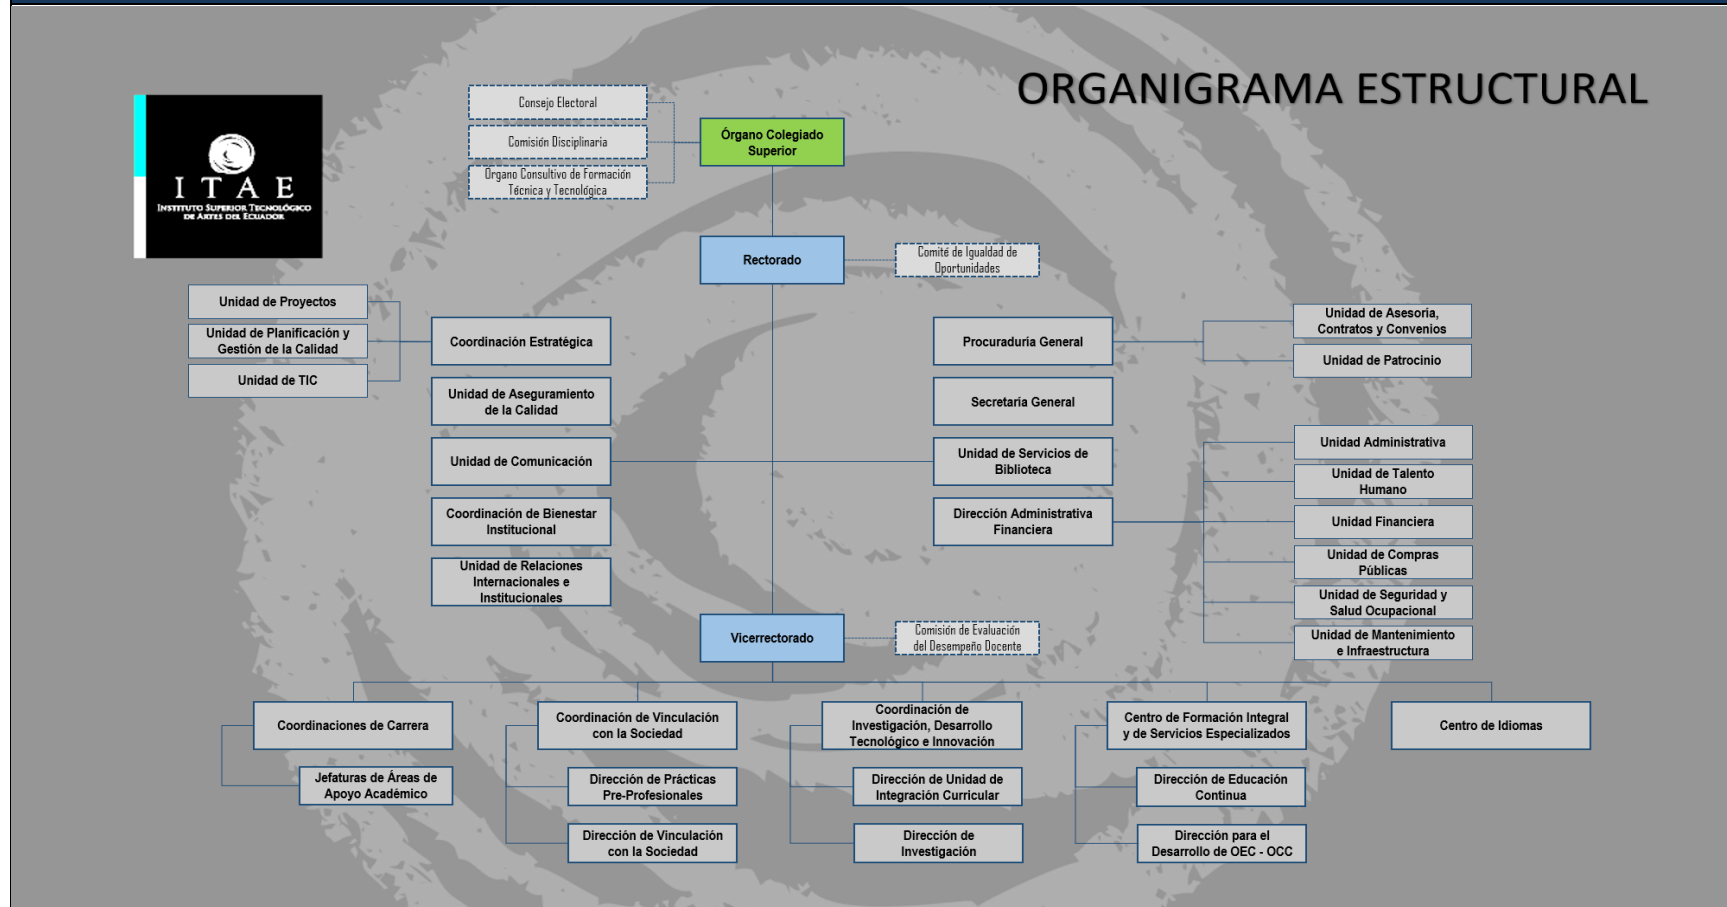 ORGANIGRAMA ESTRUCTURAL
ITAE
INSTITUTO SUPERIOR TECNOLÓGICO
DE ARTES DEL ECUADOR
Consejo Electoral
Comisión Disciplinaria
Órgano Consultivo de Formación
Técnica y Tecnológica
Órgano Colegiado
Superior
Rectorado
Comité de Igualdad de
Oportunidades
Unidad de Proyectos
Unidad de Planificación y
Gestión de la Calidad
Unidad de TIC
Coordinación Estratégica
Unidad de Aseguramiento
de la Calidad
Unidad de Comunicación
Coordinación de Bienestar
Institucional
Unidad de Relaciones
Internacionales e
Institucionales
Procuraduría General
Secretaría General
Unidad de Servicios de
Biblioteca
Dirección Administrativa
Financiera
Unidad de Asesoría,
Contratos y Convenios
Unidad de Patrocinio
Unidad Administrativa
Unidad de Talento
Humano
Unidad Financiera
Unidad de Compras
Públicas
Unidad de Seguridad y
Salud Ocupacional
Unidad de Mantenimiento
e Infraestructura
Vicerrectorado
Comisión de Evaluación
del Desempeño Docente
Coordinaciones de Carrera
Jefaturas de Áreas de
Apoyo Académico
Coordinación de Vinculación
con la Sociedad
Dirección de Prácticas
Pre-Profesionales
Dirección de Vinculación
con la Sociedad
Coordinación de
Investigación, Desarrollo
Tecnológico e Innovación
Dirección de Unidad de
Integración Curricular
Dirección de
Investigación
Centro de Formación Integral
y de Servicios Especializados
Dirección de Educación
Continua
Dirección para el
Desarrollo de OEC - OCC
Centro de Idiomas